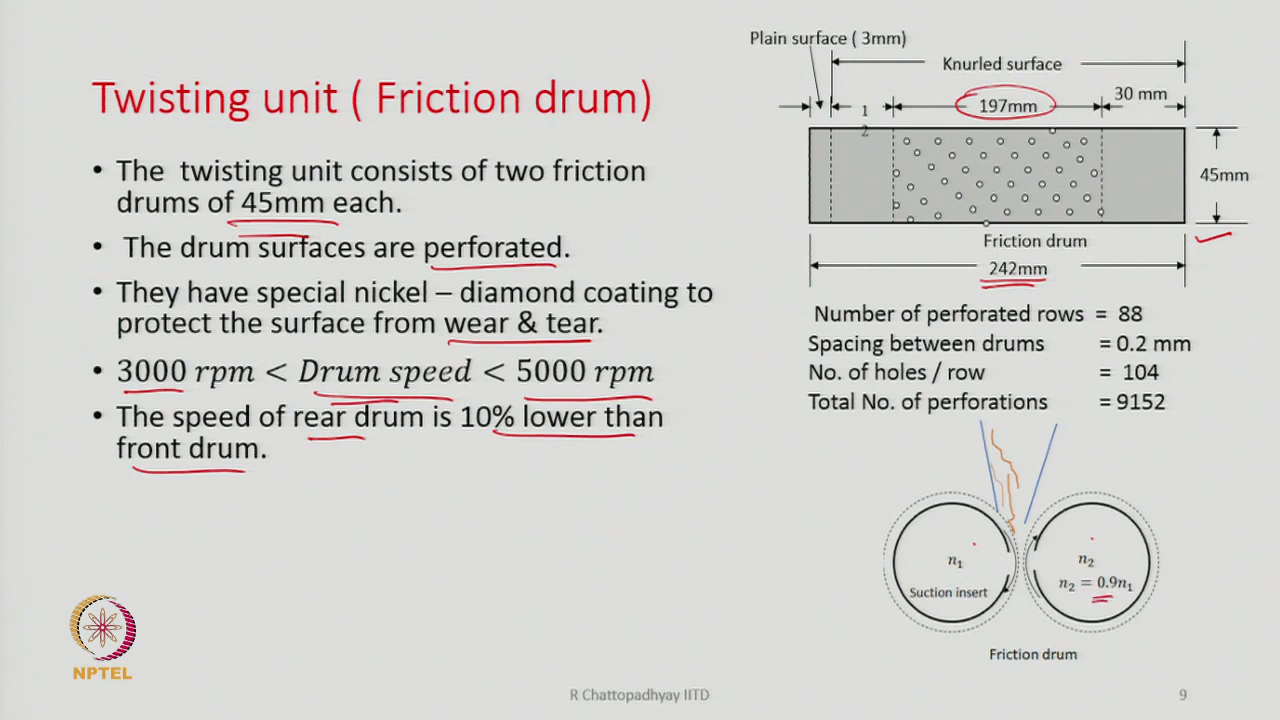 Twisting unit ( Friction drum)
• The twisting unit consists of two friction
drums of 45mm each.
• The drum surfaces are perforated.
• They have special nickel – diamond coating to
protect the surface from wear & tear.
• 3000 rpm < Drum speed < 5000 rpm
• The speed of rear drum is 10% lower than
front drum.
Plain surface ( 3mm)
Knurled surface
1
2
197mm
30 mm
45mm
Friction drum
242mm
Number of perforated rows = 88
Spacing between drums = 0.2 mm
No. of holes / row = 104
Total No. of perforations = 9152
n₁
Suction insert
n₂
n₂ = 0.9n₁
Friction drum
NPTEL
R Chattopadhyay IITD
9